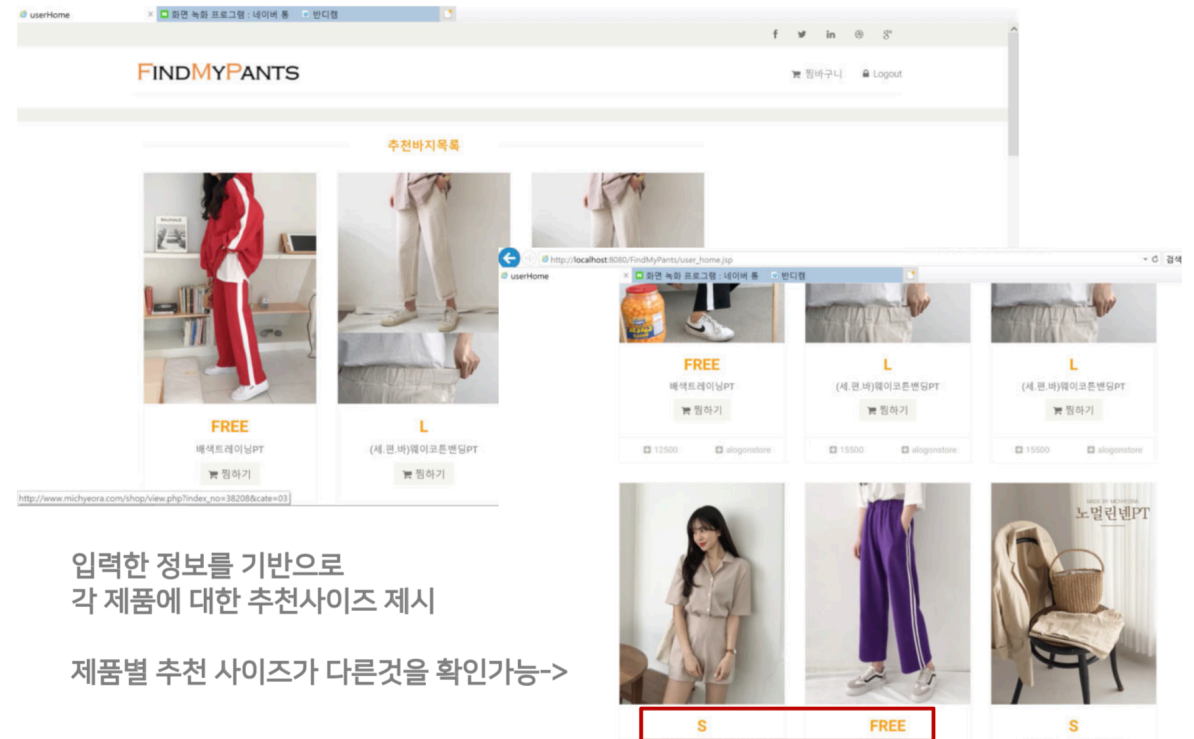 userHome
화면 녹화 프로그램 : 네이버 통
반디캠
FINDMYPANTS
찜바구니
Logout
추천바지목록
BAUHAUS
FREE
배색트레이닝PT
찜하기
L
(세.편.바)웨이코튼밴딩PT
찜하기
http://www.michyeora.com/shop/view.php?index_no=38208&cate=03
http://localhost:8080/FindMyPants/user_home.jsp
검색
userHome
화면 녹화 프로그램 : 네이버 통
반디캠
FREE
배색트레이닝PT
찜하기
12500
alogonstore
L
(세.편.바)웨이코튼밴딩PT
찜하기
15500
alogonstore
L
(세.편.바)웨이코튼밴딩PT
찜하기
15500
alogonstore
MADE BY MICHYEORA
노멀린넨PT
S
FREE
S
입력한 정보를 기반으로
각 제품에 대한 추천사이즈 제시
제품별 추천 사이즈가 다른것을 확인가능->